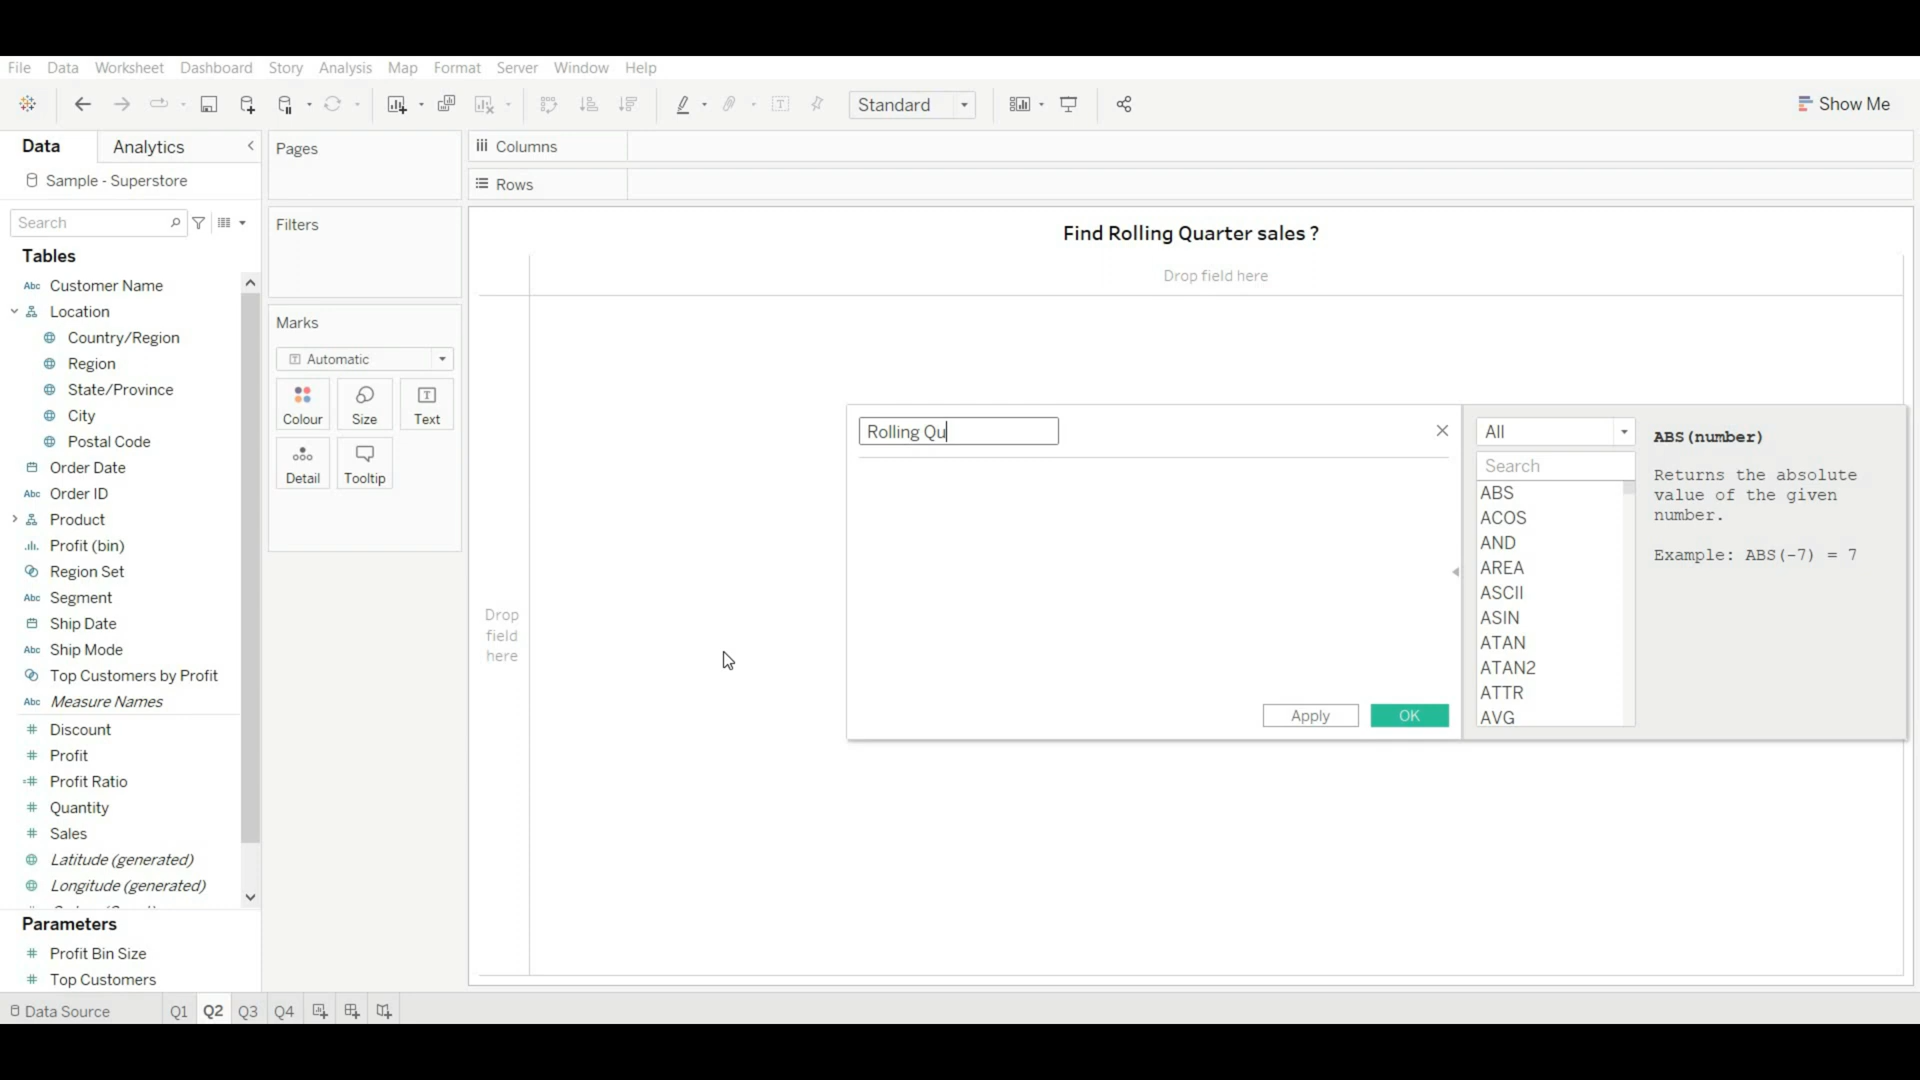 File Data Worksheet Dashboard Story Analysis Map Format Server Window Help
Standard
Show Me
Data Analytics
Sample - Superstore
Search
Tables
Abc Customer Name
Location
Country/Region
Region
State/Province
City
Postal Code
Order Date
Abc Order ID
Product
Profit (bin)
Region Set
Abc Segment
Ship Date
Abc Ship Mode
Top Customers by Profit
Abc Measure Names
# Discount
# Profit
=# Profit Ratio
# Quantity
# Sales
Latitude (generated)
Longitude (generated)
Parameters
# Profit Bin Size
# Top Customers
Pages
Filters
Marks
Automatic
Colour Size Text
Detail Tooltip
Columns
Rows
Find Rolling Quarter sales ?
Drop field here
Drop
field
here
Rolling Qu
Apply OK
All
Search
ABS
ACOS
AND
AREA
ASCII
ASIN
ATAN
ATAN2
ATTR
AVG
ABS(number)
Returns the absolute
value of the given
number.
Example: ABS(-7) = 7
Data Source Q1 Q2 Q3 Q4